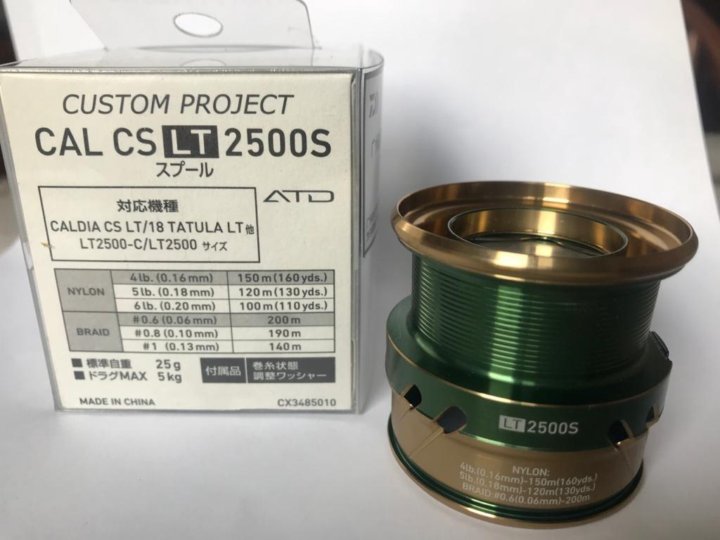 CUSTOM PROJECT
CAL CS LT 2500S
スプール
ATD
対応機種
CALDIA CS LT/18 TATULA LT他
LT2500-C/LT2500 サイズ
NYLON
4lb.(0.16mm) 150m(160yds.)
5lb.(0.18mm) 120m(130yds.)
6lb.(0.20mm) 100m(110yds.)
BRAID
#0.6(0.06mm) 200m
#0.8(0.10mm) 190m
#1 (0.13mm) 140m
■標準自重 25g
■ドラグMAX 5kg
付属品
巻糸状態
調整ワッシャー
MADE IN CHINA
CX3485010
LT 2500S
NYLON:
4lb.(0.16mm)-150m(160yds.)
5lb.(0.18mm)-120m(130yds.)
BRAID #0.6(0.06mm)-200m